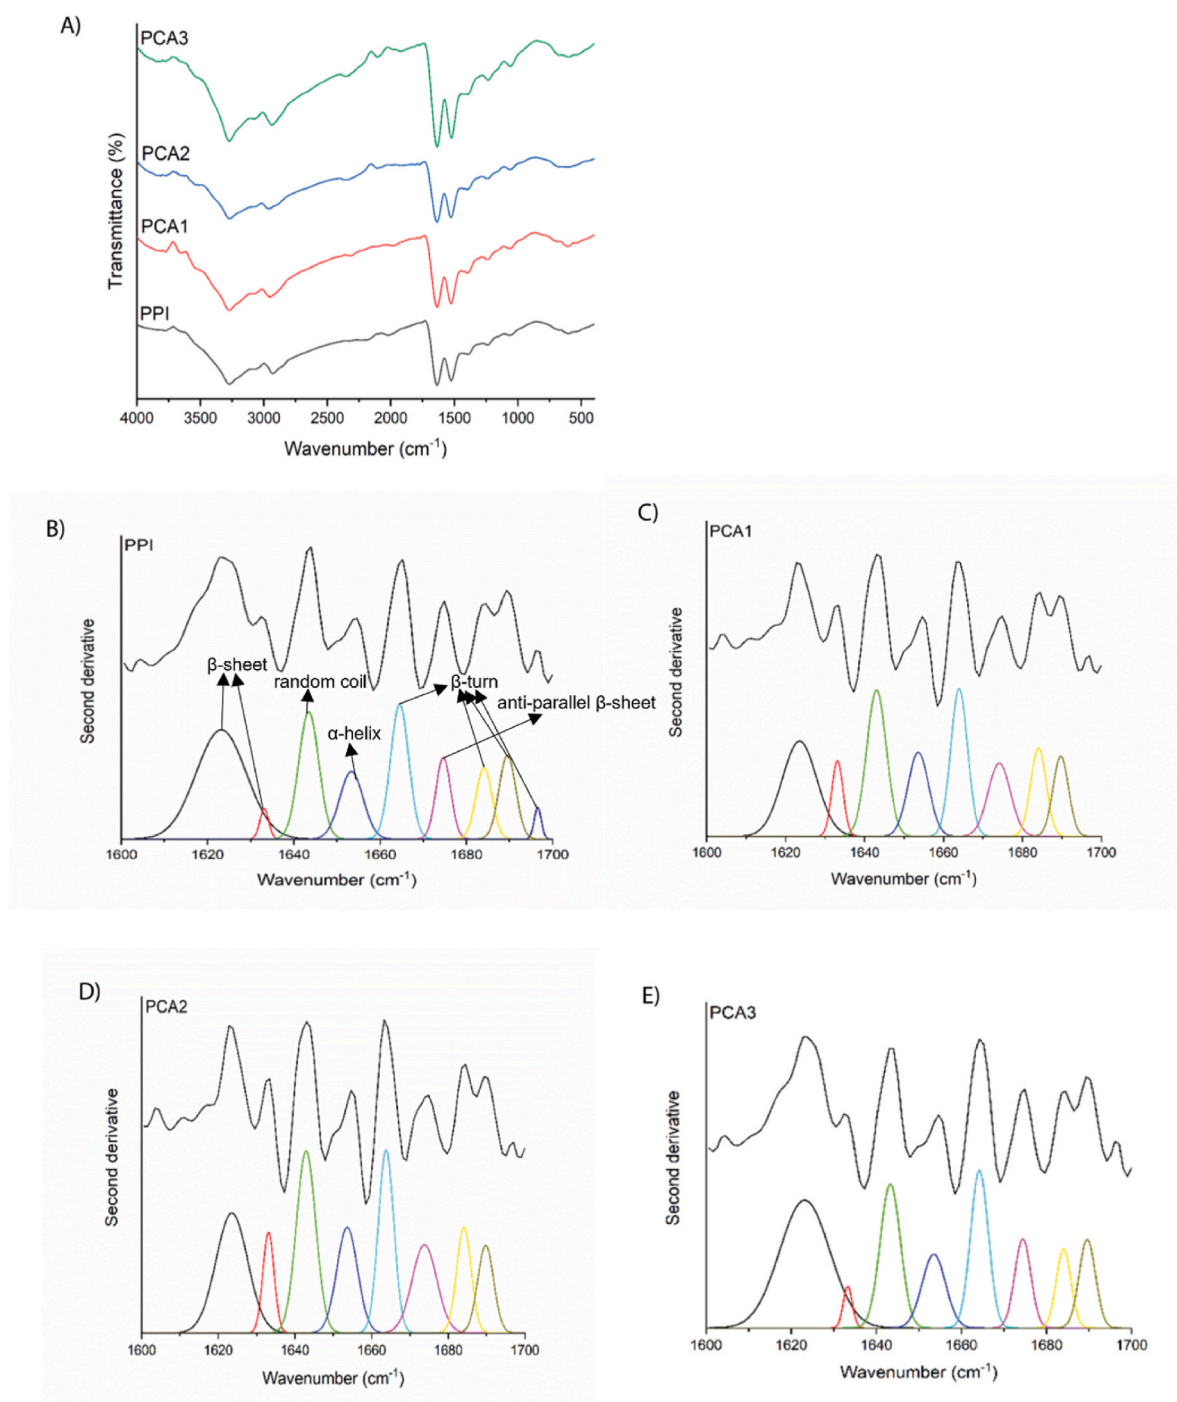 A)
PCA3
PCA2
PCA1
PPI
Transmittance (%)
4000 3500 3000 2500 2000 1500 1000 500
Wavenumber (cm-1)
B)
PPI
β-sheet
random coil
α-helix
β-turn
anti-parallel β-sheet
Second derivative
1600 1620 1640 1660 1680 1700
Wavenumber (cm-1)
C)
PCA1
Second derivative
1600 1620 1640 1660 1680 1700
Wavenumber (cm-1)
D)
PCA2
Second derivative
1600 1620 1640 1660 1680 1700
Wavenumber (cm-1)
E)
PCA3
Second derivative
1600 1620 1640 1660 1680 1700
Wavenumber (cm-1)